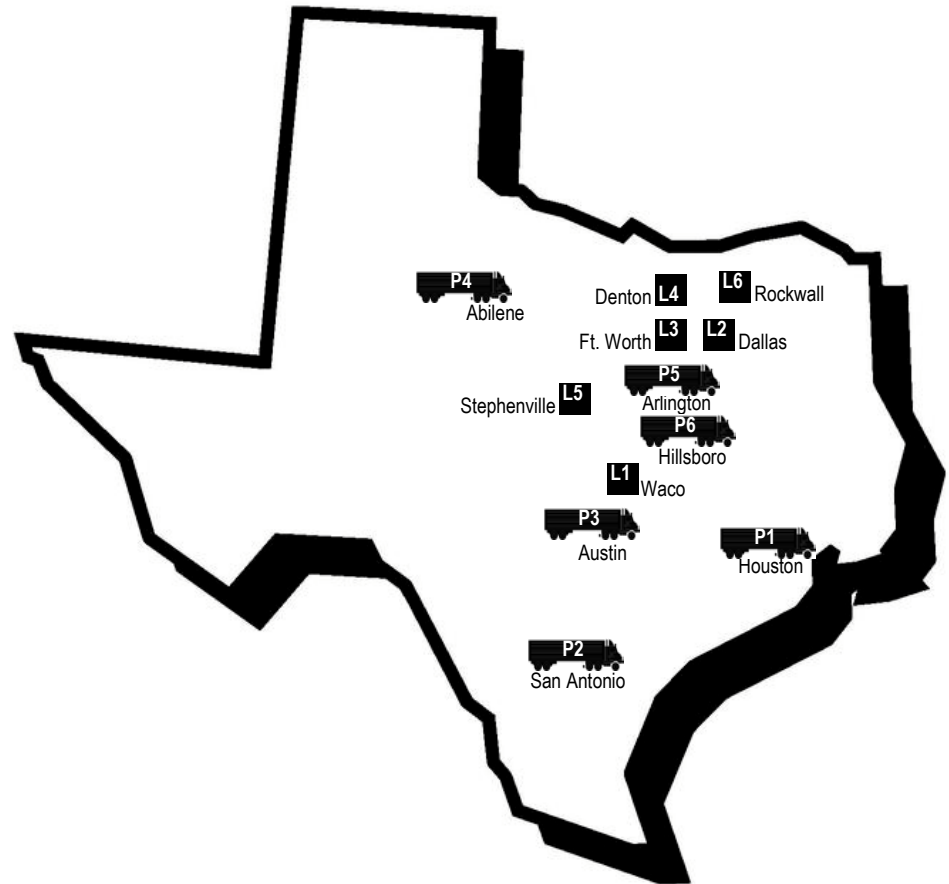 P4
Abilene
Denton L4
L6 Rockwall
Ft. Worth L3
L2 Dallas
P5
Arlington
Stephenville L5
P6
Hillsboro
L1 Waco
P3
Austin
P1
Houston
P2
San Antonio